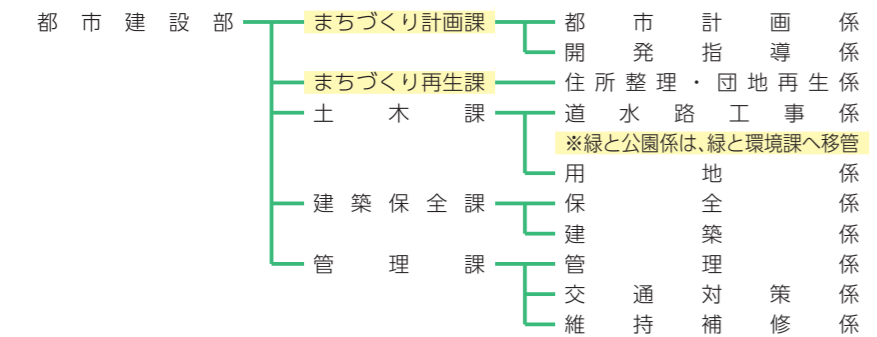 都市建設部 まちづくり計画課 都市計画係
開発指導係
まちづくり再生課 住所整理・団地再生係
土木課 道水路工事係
※緑と公園係は、緑と環境課へ移管
用地係
建築保全課 保全係
建築係
管理課 管理係
交通対策係
維持補修係